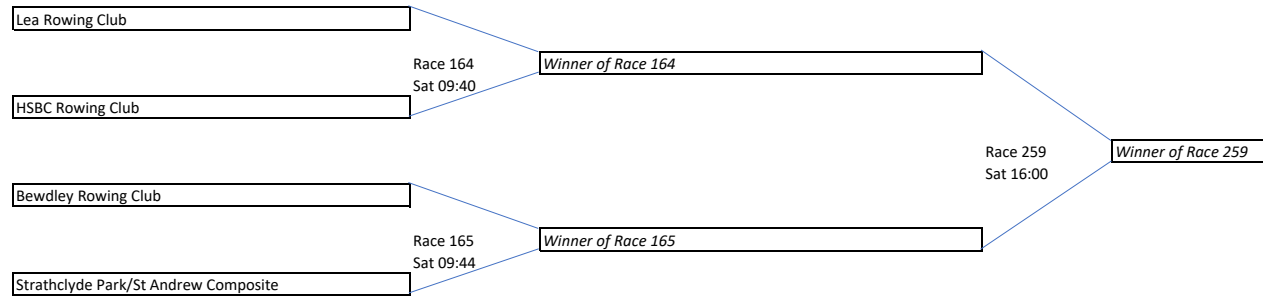 Lea Rowing Club
Race 164
Sat 09:40
Winner of Race 164
HSBC Rowing Club
Race 259
Sat 16:00
Winner of Race 259
Bewdley Rowing Club
Race 165
Sat 09:44
Winner of Race 165
Strathclyde Park/St Andrew Composite